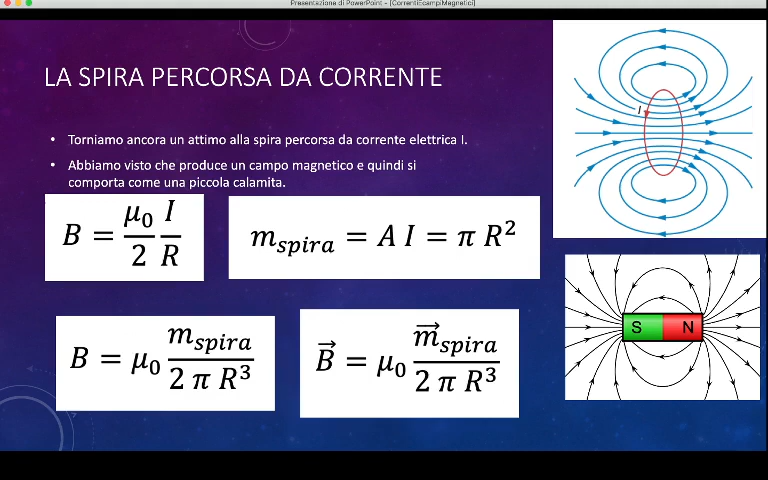 Presentazione di PowerPoint - [CorrentiEcampiMagnetici]
LA SPIRA PERCORSA DA CORRENTE
• Torniamo ancora un attimo alla spira percorsa da corrente elettrica I.
• Abbiamo visto che produce un campo magnetico e quindi si
comporta come una piccola calamita.
B = μ₀/2 I/R
m_spira = A I = π R²
B = μ₀ m_spira / 2 π R³
B⃗ = μ₀ m⃗_spira / 2 π R³
I
S N